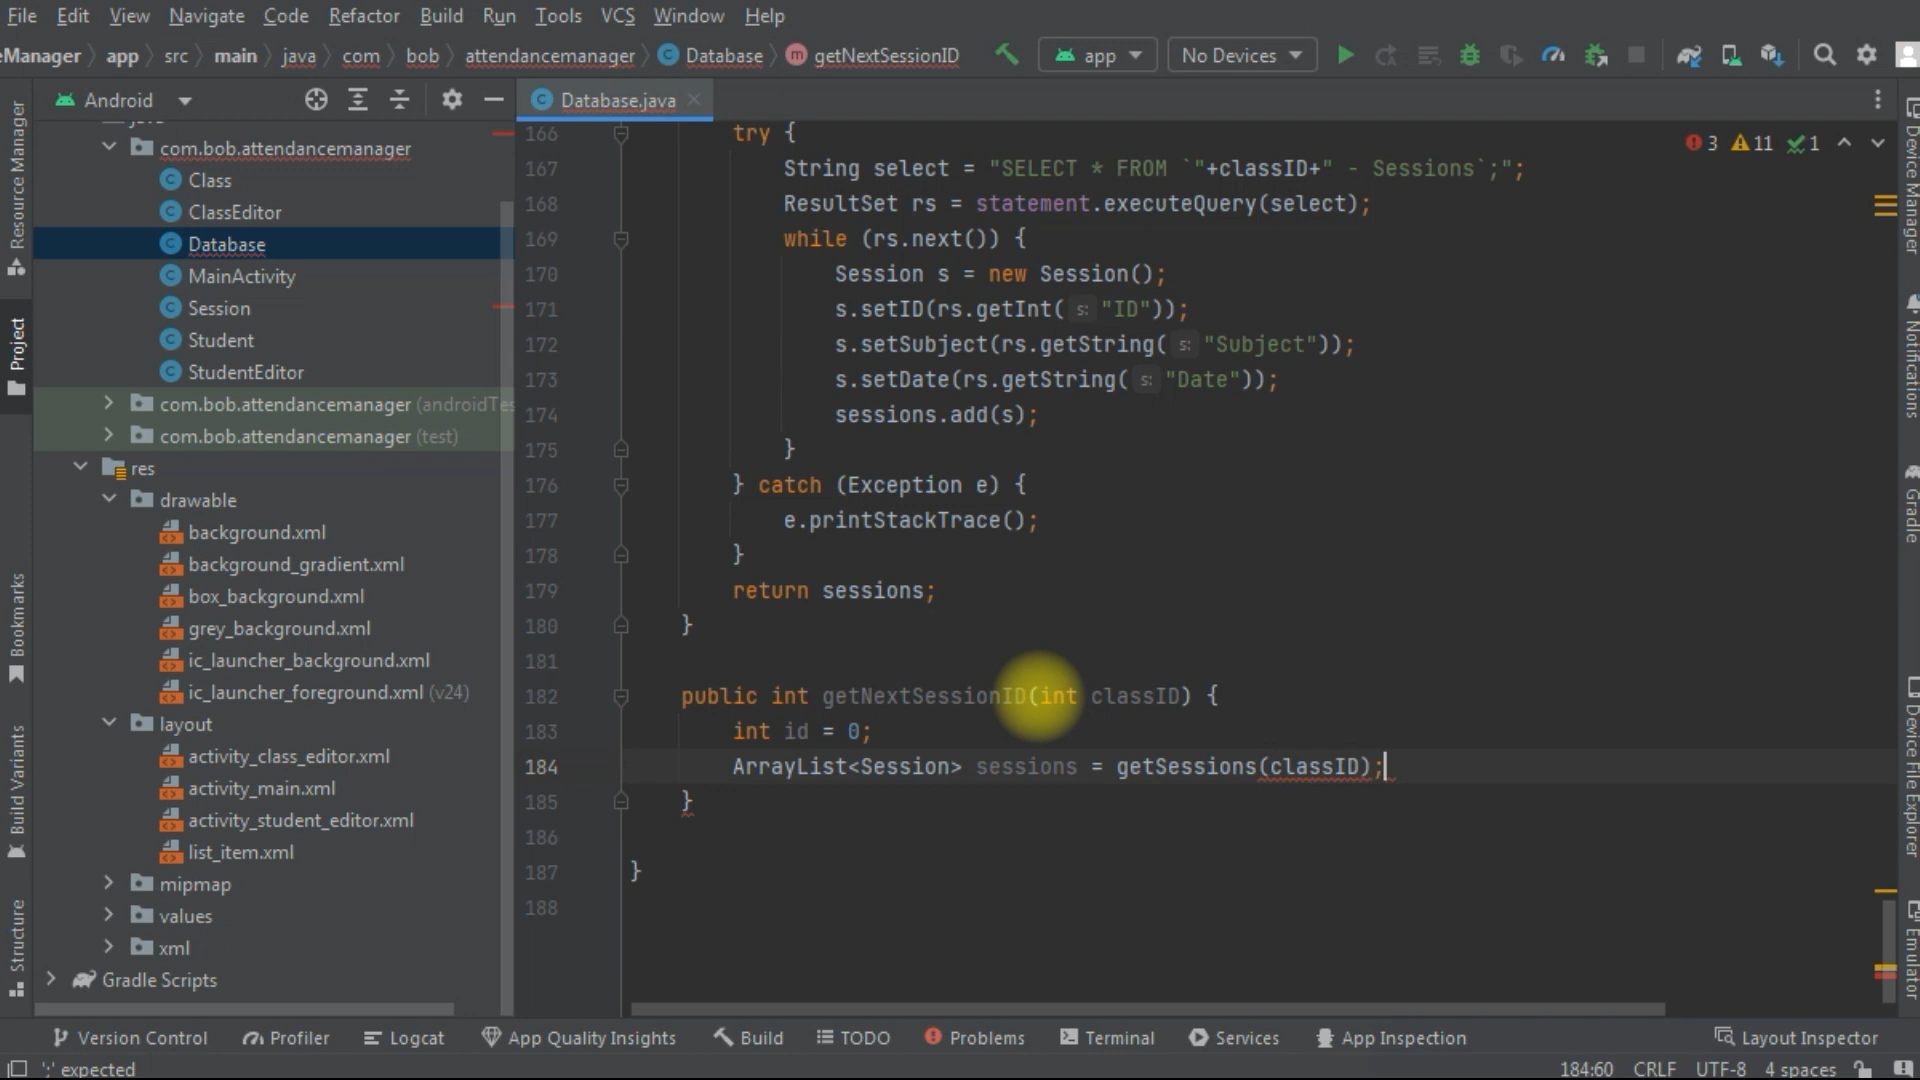 File Edit View Navigate Code Refactor Build Run Tools VCS Window Help
eManager app src main java com bob attendancemanager Database getNextSessionID app No Devices
Android
Database.java
com.bob.attendancemanager
Class
ClassEditor
Database
MainActivity
Session
Student
StudentEditor
com.bob.attendancemanager (androidTes
com.bob.attendancemanager (test)
res
drawable
background.xml
background_gradient.xml
box_background.xml
grey_background.xml
ic_launcher_background.xml
ic_launcher_foreground.xml (v24)
layout
activity_class_editor.xml
activity_main.xml
activity_student_editor.xml
list_item.xml
mipmap
values
xml
Gradle Scripts
Resource Manager
Project
Bookmarks
Build Variants
Structure
3 11 1
166 try {
167 String select = "SELECT * FROM `"+classID+" - Sessions`;";
168 ResultSet rs = statement.executeQuery(select);
169 while (rs.next()) {
170 Session s = new Session();
171 s.setID(rs.getInt( s: "ID"));
172 s.setSubject(rs.getString( s: "Subject"));
173 s.setDate(rs.getString( s: "Date"));
174 sessions.add(s);
175 }
176 } catch (Exception e) {
177 e.printStackTrace();
178 }
179 return sessions;
180 }
181
182 public int getNextSessionID(int classID) {
183 int id = 0;
184 ArrayList<Session> sessions = getSessions(classID);
185 }
186
187 }
188
Device Manager
Notifications
Gradle
Device File Explorer
Emulator
Version Control Profiler Logcat App Quality Insights Build TODO Problems Terminal Services App Inspection Layout Inspector
';' expected 184:60 CRLF UTF-8 4 spaces